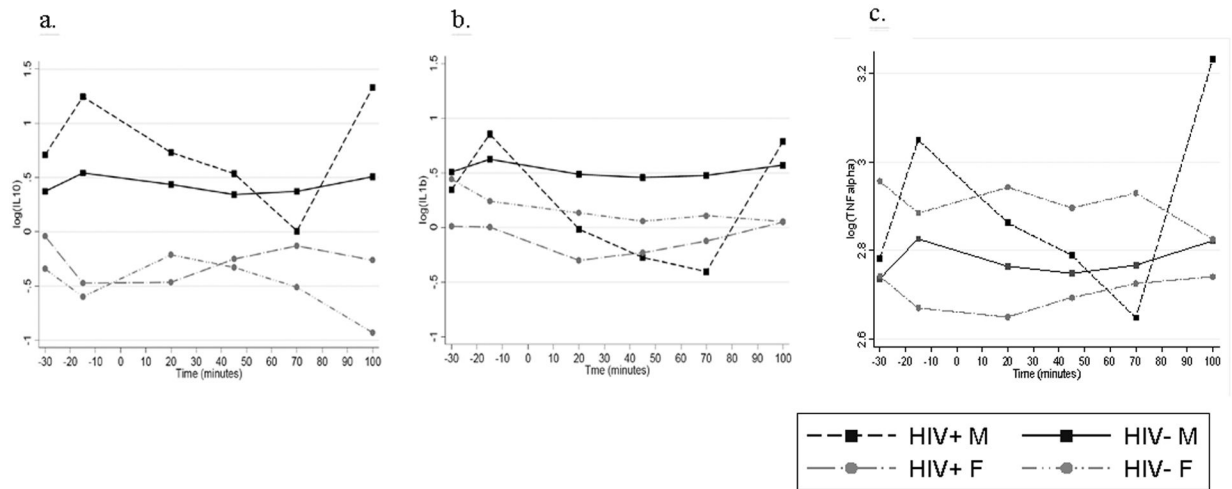 a.
b.
c.
log(IL10)
1.5
1
.5
0
-.5
-1
-30 -20 -10 0 10 20 30 40 50 60 70 80 90 100
Time (minutes)
log(IL1b)
1.5
1
.5
0
-.5
-1
-30 -20 -10 0 10 20 30 40 50 60 70 80 90 100
Tme (minutes)
log(TNFalpha)
3.2
3
2.8
2.6
-30 -20 -10 0 10 20 30 40 50 60 70 80 90 100
Time (minutes)
HIV+ M HIV- M
HIV+ F HIV- F